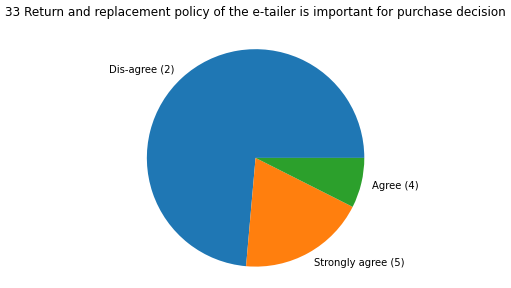 33 Return and replacement policy of the e-tailer is important for purchase decision
Dis-agree (2)
Agree (4)
Strongly agree (5)